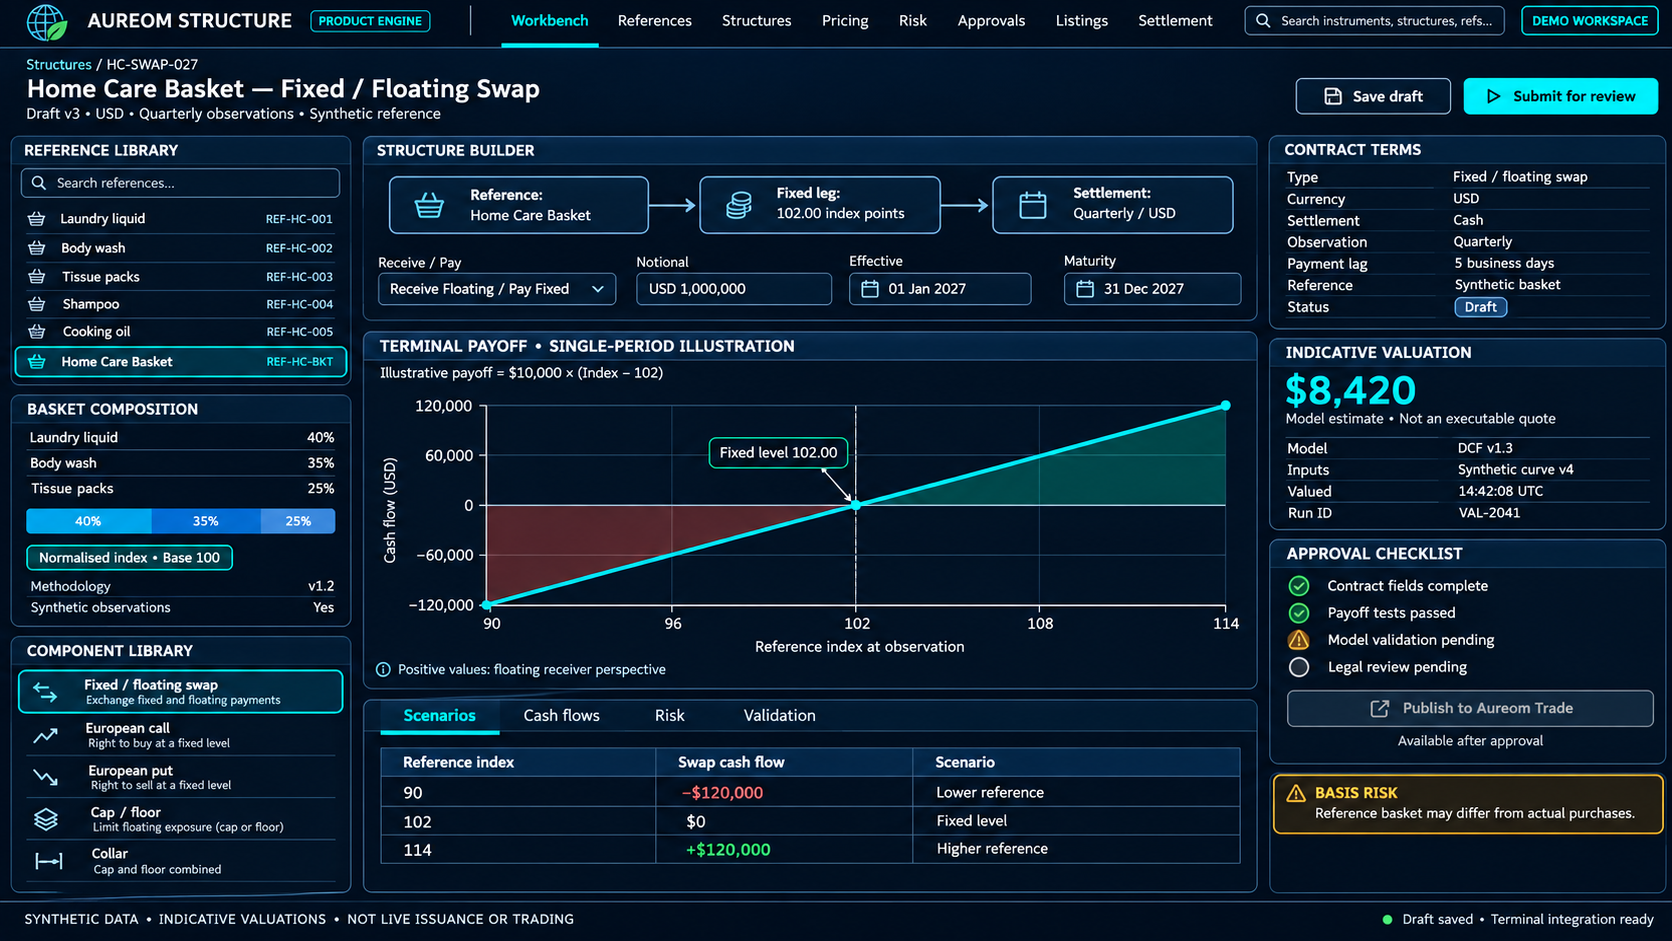 AUREOM STRUCTURE
PRODUCT ENGINE
Workbench
References
Structures
Pricing
Risk
Approvals
Listings
Settlement
Search instruments, structures, refs...
DEMO WORKSPACE
Structures / HC-SWAP-027
Home Care Basket — Fixed / Floating Swap
Draft v3 • USD • Quarterly observations • Synthetic reference
Save draft
Submit for review
REFERENCE LIBRARY
Search references...
Laundry liquid REF-HC-001
Body wash REF-HC-002
Tissue packs REF-HC-003
Shampoo REF-HC-004
Cooking oil REF-HC-005
Home Care Basket REF-HC-BKT
BASKET COMPOSITION
Laundry liquid 40%
Body wash 35%
Tissue packs 25%
40% 35% 25%
Normalised index • Base 100
Methodology v1.2
Synthetic observations Yes
COMPONENT LIBRARY
Fixed / floating swap
Exchange fixed and floating payments
European call
Right to buy at a fixed level
European put
Right to sell at a fixed level
Cap / floor
Limit floating exposure (cap or floor)
Collar
Cap and floor combined
STRUCTURE BUILDER
Reference:
Home Care Basket
Fixed leg:
102.00 index points
Settlement:
Quarterly / USD
Receive / Pay
Receive Floating / Pay Fixed
Notional
USD 1,000,000
Effective
01 Jan 2027
Maturity
31 Dec 2027
TERMINAL PAYOFF • SINGLE-PERIOD ILLUSTRATION
Illustrative payoff = $10,000 × (Index – 102)
Cash flow (USD)
120,000
60,000
0
−60,000
−120,000
Fixed level 102.00
90 96 102 108 114
Reference index at observation
Positive values: floating receiver perspective
Scenarios
Cash flows
Risk
Validation
Reference index Swap cash flow Scenario
90 −$120,000 Lower reference
102 $0 Fixed level
114 +$120,000 Higher reference
CONTRACT TERMS
Type Fixed / floating swap
Currency USD
Settlement Cash
Observation Quarterly
Payment lag 5 business days
Reference Synthetic basket
Status Draft
INDICATIVE VALUATION
$8,420
Model estimate • Not an executable quote
Model DCF v1.3
Inputs Synthetic curve v4
Valued 14:42:08 UTC
Run ID VAL-2041
APPROVAL CHECKLIST
Contract fields complete
Payoff tests passed
Model validation pending
Legal review pending
Publish to Aureom Trade
Available after approval
BASIS RISK
Reference basket may differ from actual purchases.
SYNTHETIC DATA • INDICATIVE VALUATIONS • NOT LIVE ISSUANCE OR TRADING
Draft saved • Terminal integration ready